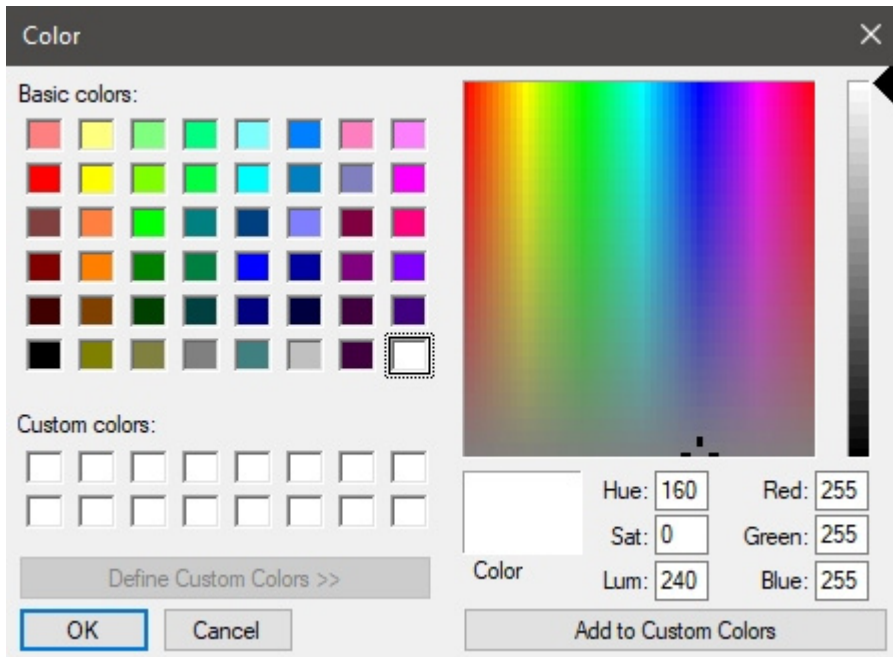 Color
Basic colors:
Custom colors:
Define Custom Colors >>
OK Cancel
Color
Hue: 160 Red: 255
Sat: 0 Green: 255
Lum: 240 Blue: 255
Add to Custom Colors